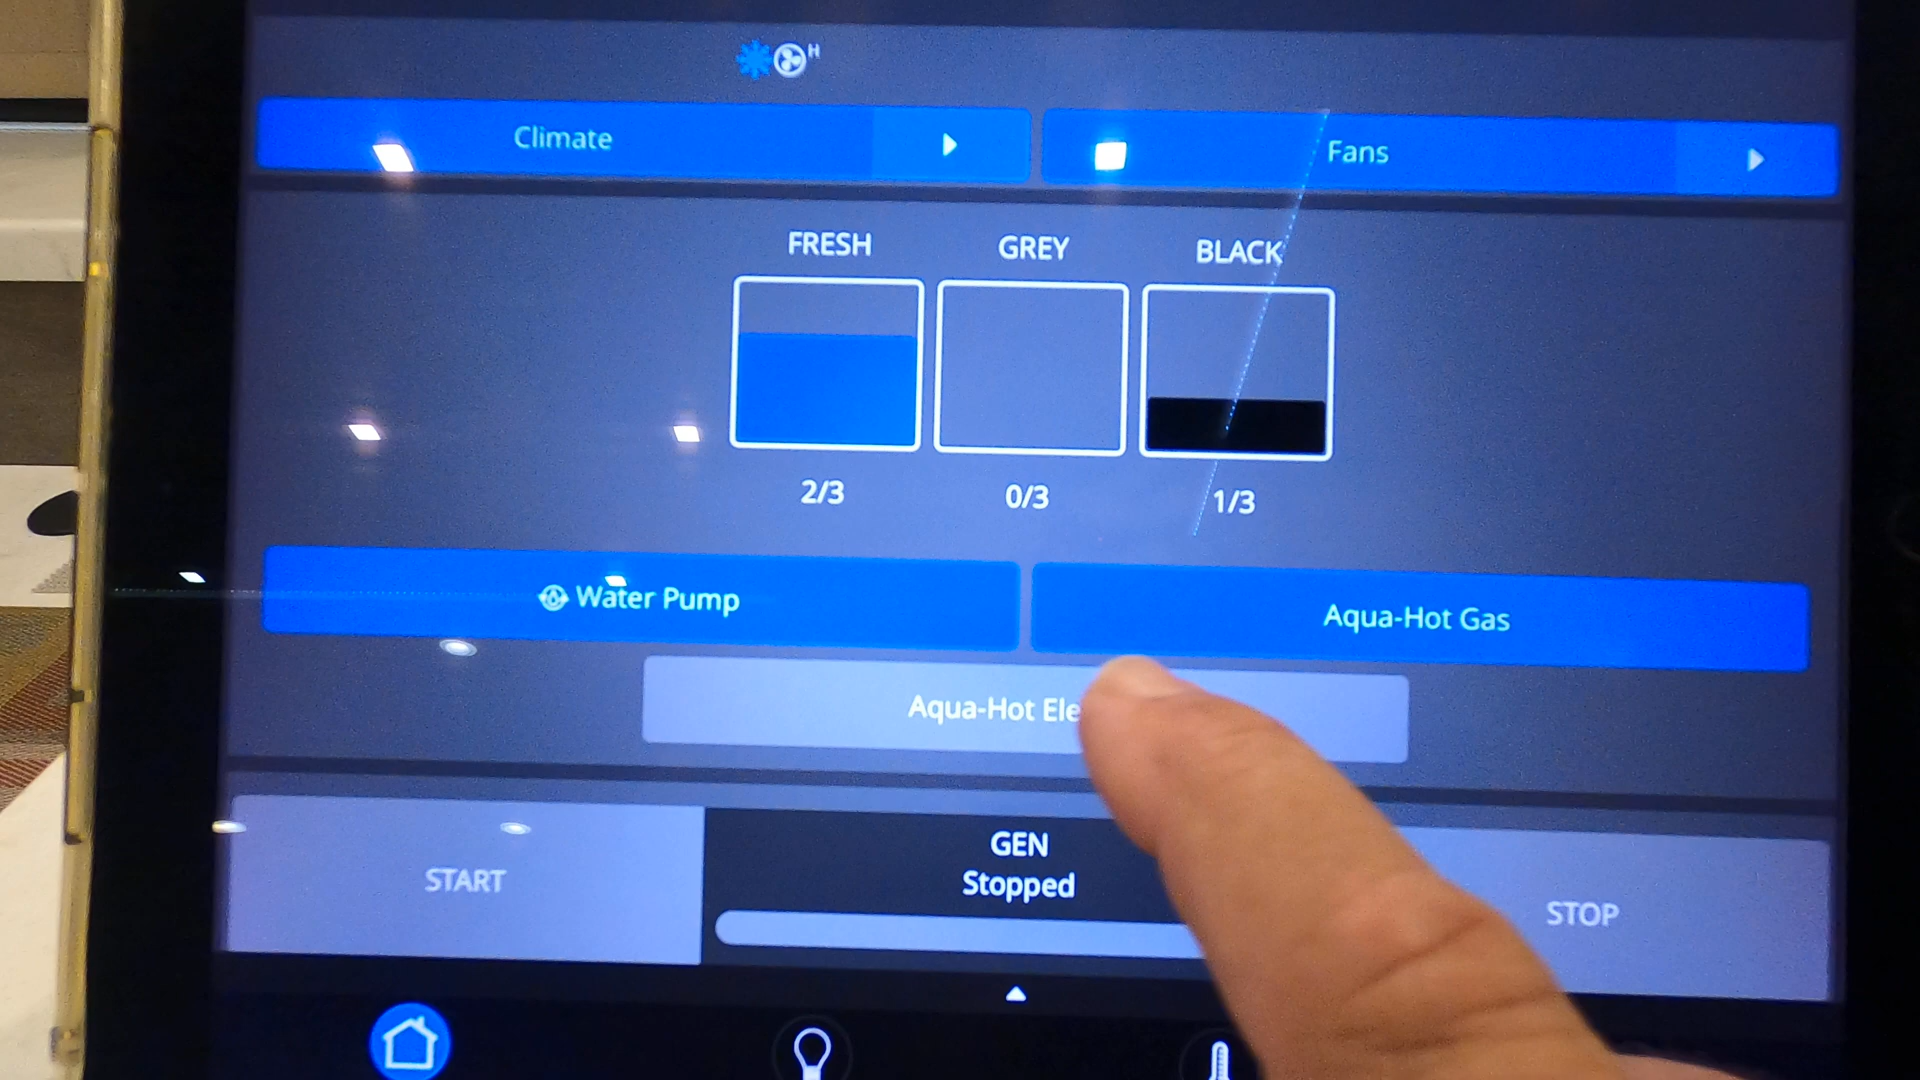 H
Climate
Fans
FRESH GREY BLACK
2/3 0/3 1/3
Water Pump
Aqua-Hot Gas
Aqua-Hot Ele
START
GEN
Stopped
STOP